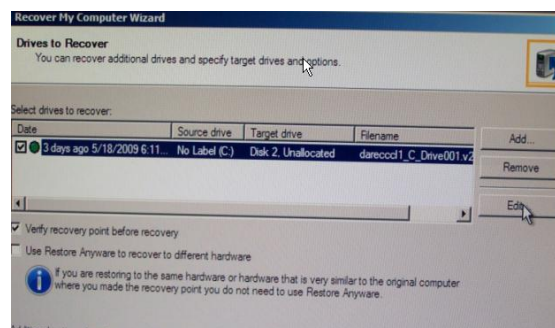 Recover My Computer Wizard
Drives to Recover
You can recover additional drives and specify target drives and options.
Select drives to recover:
Date Source drive Target drive Filename
3 days ago 5/18/2009 6:11... No Label (C:) Disk 2, Unallocated dareccd1_C_Drive001.v2
Add...
Remove
Edit
Verify recovery point before recovery
Use Restore Anyware to recover to different hardware
If you are restoring to the same hardware or hardware that is very similar to the original computer
where you made the recovery point you do not need to use Restore Anyware.